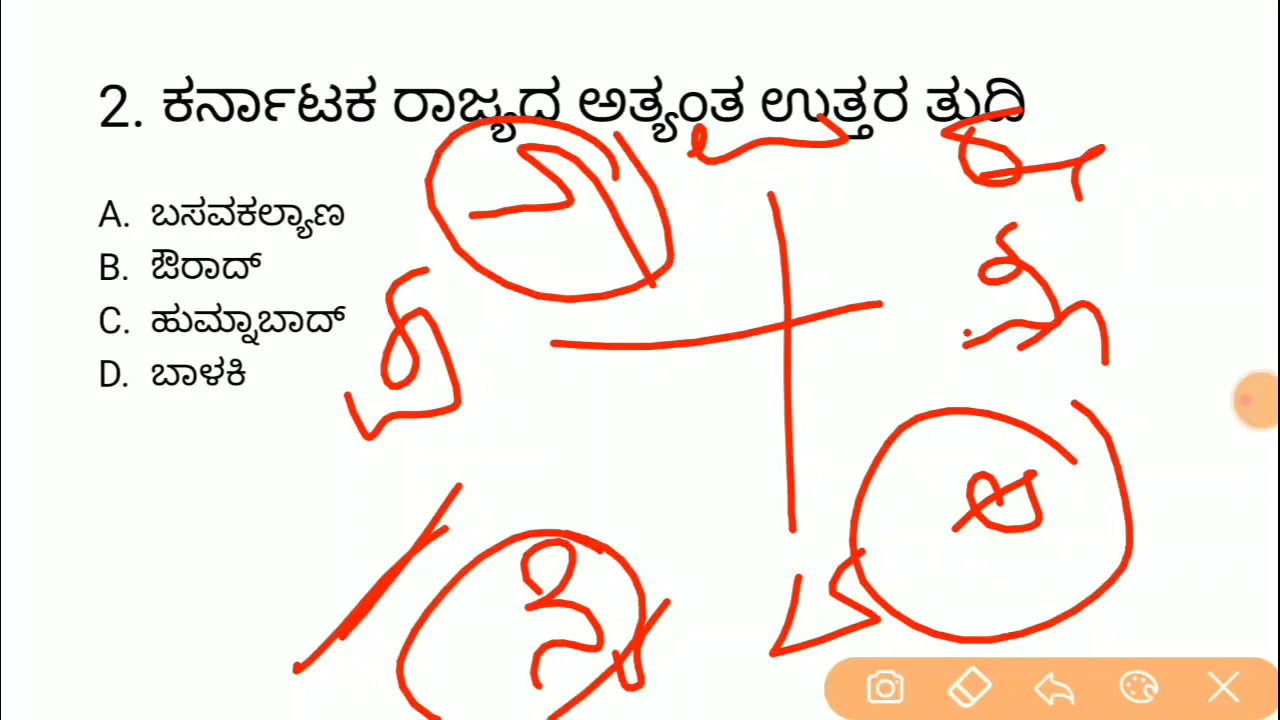 2. ಕರ್ನಾಟಕ ರಾಜ್ಯದ ಅತ್ಯಂತ ಉತ್ತರ ತುದಿ
A. ಬಸವಕಲ್ಯಾಣ
B. ಔರಾದ್
C. ಹುಮ್ನಾಬಾದ್
D. ಬಾಳಕಿ